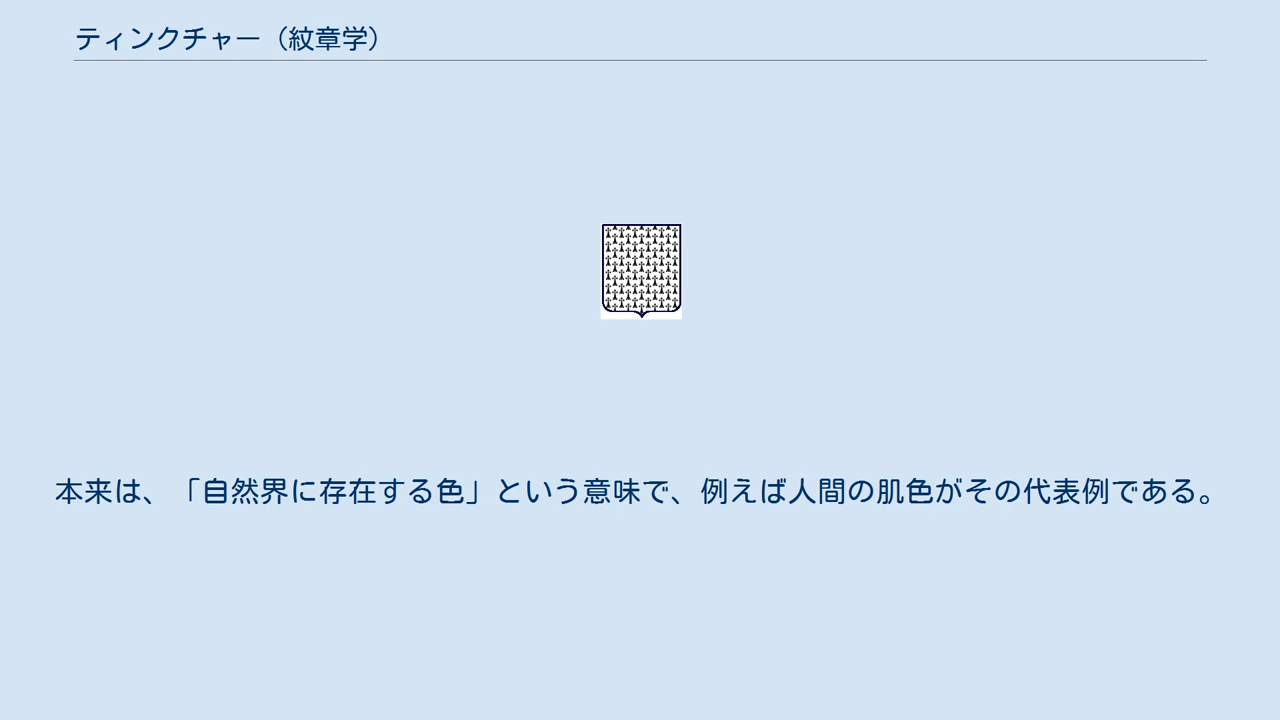 ティンクチャー（紋章学）
本来は、「自然界に存在する色」という意味で、例えば人間の肌色がその代表例である。